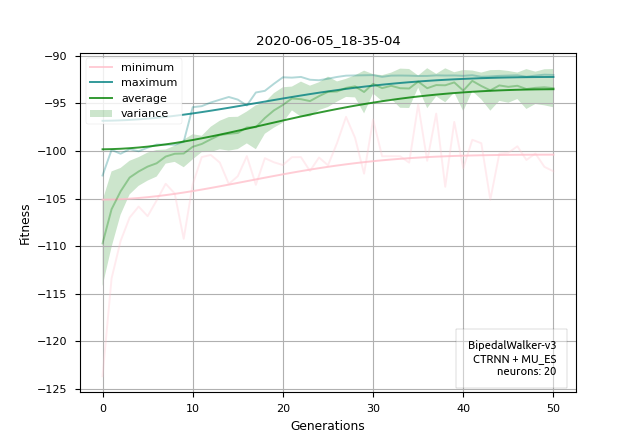 2020-06-05_18-35-04
minimum
maximum
average
variance
−90
−95
−100
−105
−110
−115
−120
−125
Fitness
BipedalWalker-v3
CTRNN + MU_ES
neurons: 20
0
10
20
30
40
50
Generations